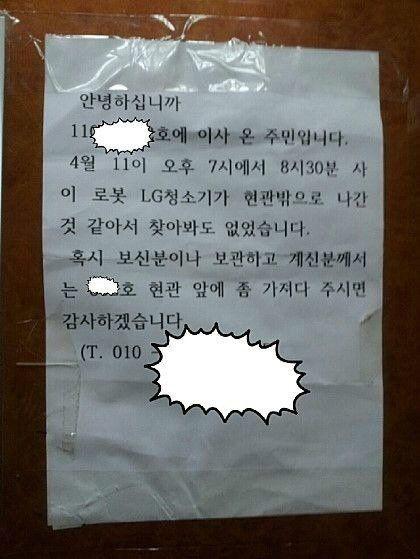 안녕하십니까
11 호에 이사 온 주민입니다.
4월 11이 오후 7시에서 8시30분 사
이 로봇 LG청소기가 현관밖으로 나간
것 같아서 찾아봐도 없었습니다.
혹시 보신분이나 보관하고 계신분께서
는 호 현관 앞에 좀 가져다 주시면
감사하겠습니다
(T. 010 -